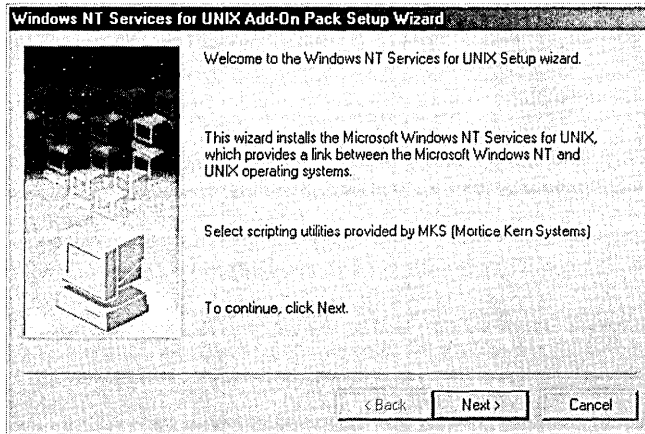 Windows NT Services for UNIX Add-On Pack Setup Wizard
Welcome to the Windows NT Services for UNIX Setup wizard.
This wizard installs the Microsoft Windows NT Services for UNIX,
which provides a link between the Microsoft Windows NT and
UNIX operating systems.
Select scripting utilities provided by MKS (Mortice Kern Systems)
To continue, click Next.
< Back
Next >
Cancel